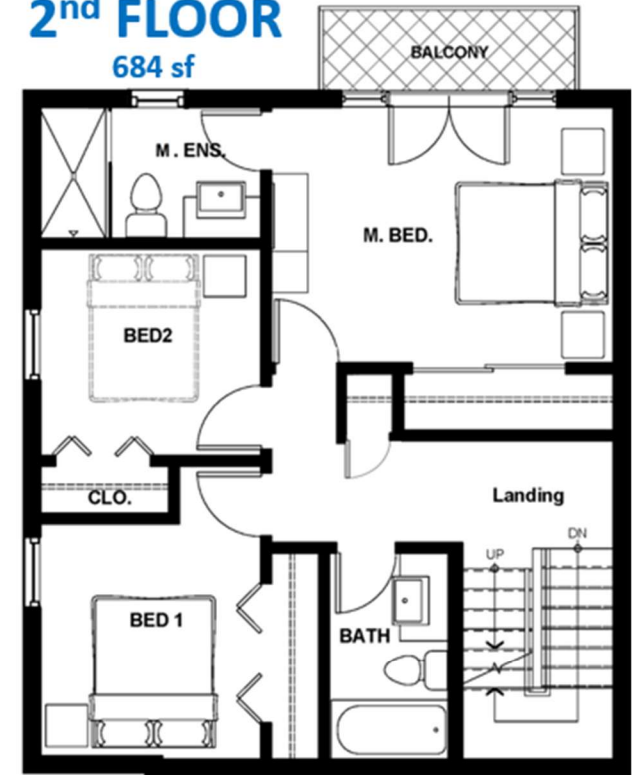 2nd FLOOR
684 sf
BALCONY
M. ENS.
M. BED.
BED2
CLO.
Landing
DN
UP
BED 1
BATH